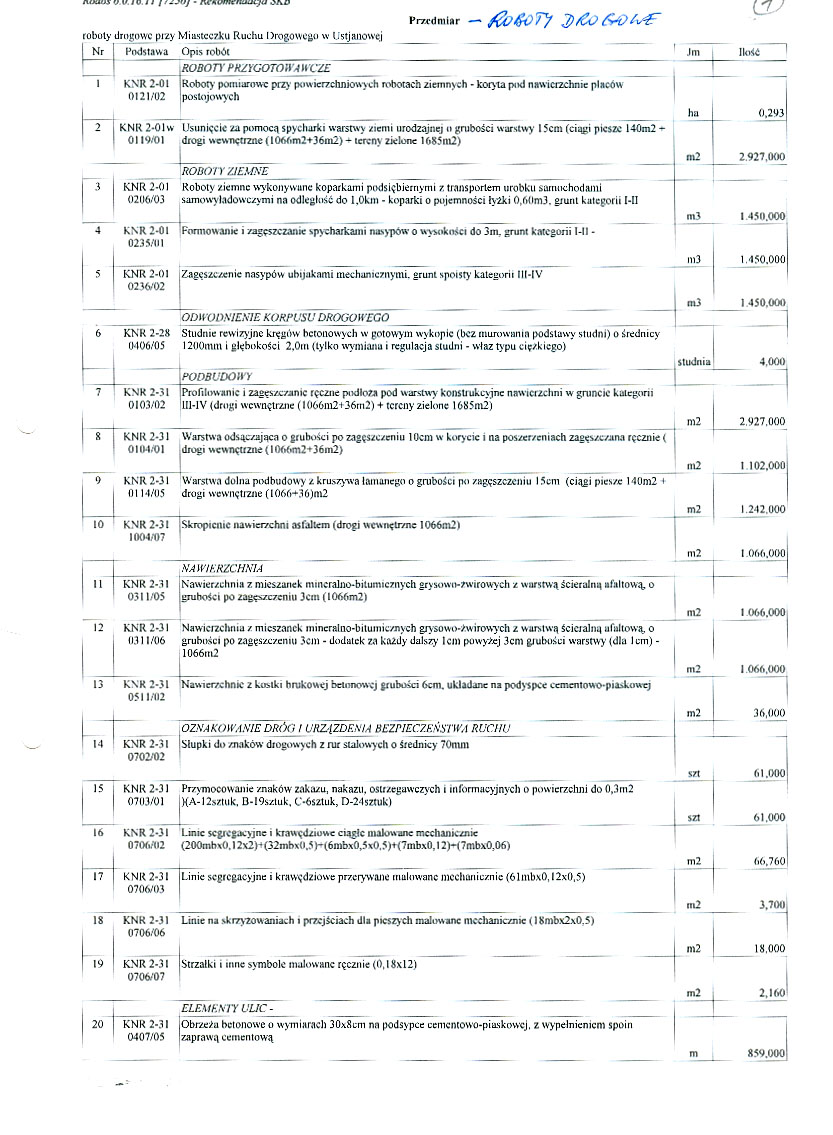 Rodos 6.0.16.11 [7256] - Rekomendacja SKB
1
Przedmiar - ROBOTY DROGOWE
roboty drogowe przy Miasteczku Ruchu Drogowego w Ustjanowej
Nr Podstawa Opis robót Jm Ilość
ROBOTY PRZYGOTOWAWCZE
1 KNR 2-01 Roboty pomiarowe przy powierzchniowych robotach ziemnych - koryta pod nawierzchnie placów
0121/02 postojowych
ha 0,293
2 KNR 2-01w Usunięcie za pomocą spycharki warstwy ziemi urodzajnej o grubości warstwy 15cm (ciągi piesze 140m2 +
0119/01 drogi wewnętrzne (1066m2+36m2) + tereny zielone 1685m2)
m2 2.927,000
ROBOTY ZIEMNE
3 KNR 2-01 Roboty ziemne wykonywane koparkami podsiębiernymi z transportem urobku samochodami
0206/03 samowyładowczymi na odległość do 1,0km - koparki o pojemności łyżki 0,60m3, grunt kategorii I-II
m3 1.450,000
4 KNR 2-01 Formowanie i zagęszczanie spycharkami nasypów o wysokości do 3m, grunt kategorii I-II -
0235/01
m3 1.450,000
5 KNR 2-01 Zagęszczenie nasypów ubijakami mechanicznymi, grunt spoisty kategorii III-IV
0236/02
m3 1.450,000
ODWODNIENIE KORPUSU DROGOWEGO
6 KNR 2-28 Studnie rewizyjne kręgów betonowych w gotowym wykopie (bez murowania podstawy studni) o średnicy
0406/05 1200mm i głębokości 2,0m (tylko wymiana i regulacja studni - właz typu ciężkiego)
studnia 4,000
PODBUDOWY
7 KNR 2-31 Profilowanie i zagęszczanie ręczne podłoża pod warstwy konstrukcyjne nawierzchni w gruncie kategorii
0103/02 III-IV (drogi wewnętrzne (1066m2+36m2) + tereny zielone 1685m2)
m2 2.927,000
8 KNR 2-31 Warstwa odsączająca o grubości po zagęszczeniu 10cm w korycie i na poszerzeniach zagęszczana ręcznie (
0104/01 drogi wewnętrzne (1066m2+36m2)
m2 1.102,000
9 KNR 2-31 Warstwa dolna podbudowy z kruszywa łamanego o grubości po zagęszczeniu 15cm (ciągi piesze 140m2 +
0114/05 drogi wewnętrzne (1066+36)m2
m2 1.242,000
10 KNR 2-31 Skropienie nawierzchni asfaltem (drogi wewnętrzne 1066m2)
1004/07
m2 1.066,000
NAWIERZCHNIA
11 KNR 2-31 Nawierzchnia z mieszanek mineralno-bitumicznych grysowo-żwirowych z warstwą ścieralną afaltową, o
0311/05 grubości po zagęszczeniu 3cm (1066m2)
m2 1.066,000
12 KNR 2-31 Nawierzchnia z mieszanek mineralno-bitumicznych grysowo-żwirowych z warstwą ścieralną afaltową, o
0311/06 grubości po zagęszczeniu 3cm - dodatek za każdy dalszy 1cm powyżej 3cm grubości warstwy (dla 1cm) -
1066m2
m2 1.066,000
13 KNR 2-31 Nawierzchnie z kostki brukowej betonowej grubości 6cm, układane na podyspce cementowo-piaskowej
0511/02
m2 36,000
OZNAKOWANIE DRÓG I URZĄZDENIA BEZPIECZEŃSTWA RUCHU
14 KNR 2-31 Słupki do znaków drogowych z rur stalowych o średnicy 70mm
0702/02
szt 61,000
15 KNR 2-31 Przymocowanie znaków zakazu, nakazu, ostrzegawczych i informacyjnych o powierzchni do 0,3m2
0703/01 )(A-12sztuk, B-19sztuk, C-6sztuk, D-24sztuk)
szt 61,000
16 KNR 2-31 Linie segregacyjne i krawędziowe ciągłe malowane mechanicznie
0706/02 (200mbx0,12x2)+(32mbx0,5)+(6mbx0,5x0,5)+(7mbx0,12)+(7mbx0,06)
m2 66,760
17 KNR 2-31 Linie segregacyjne i krawędziowe przerywane malowane mechanicznie (61mbx0,12x0,5)
0706/03
m2 3,700
18 KNR 2-31 Linie na skrzyżowaniach i przejściach dla pieszych malowane mechanicznie (18mbx2x0,5)
0706/06
m2 18,000
19 KNR 2-31 Strzałki i inne symbole malowane ręcznie (0,18x12)
0706/07
m2 2,160
ELEMENTY ULIC -
20 KNR 2-31 Obrzeża betonowe o wymiarach 30x8cm na podsypce cementowo-piaskowej, z wypełnieniem spoin
0407/05 zaprawą cementową
m 859,000